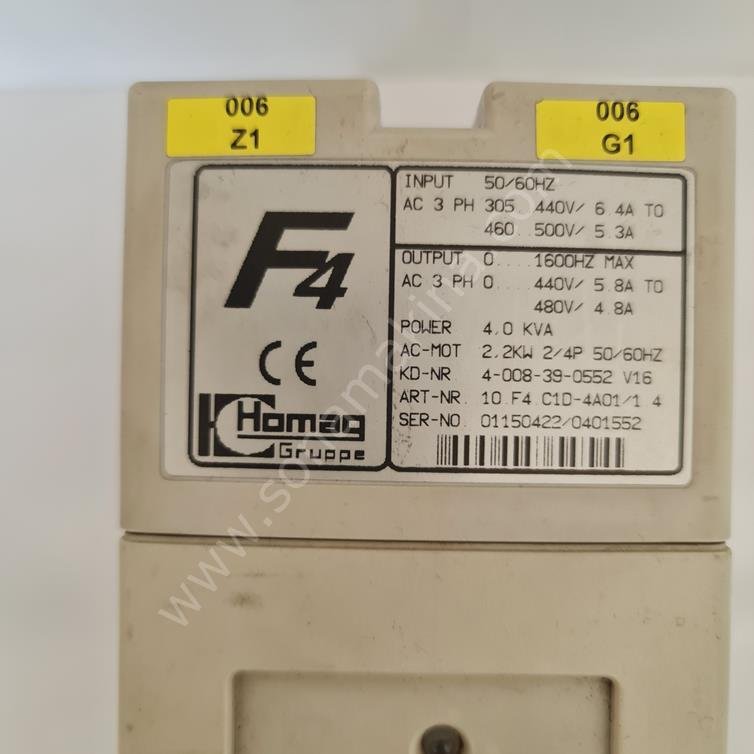 006
Z1
006
G1
F4
CE
Homag
Gruppe
INPUT 50/60HZ
AC 3 PH 305..440V/ 6.4A TO
460..500V/ 5.3A
OUTPUT 0....1600HZ MAX
AC 3 PH 0....440V/ 5.8A TO
480V/ 4.8A
POWER 4.0 KVA
AC-MOT 2.2KW 2/4P 50/60HZ
KD-NR. 4-008-39-0552 V16
ART-NR. 10.F4.C1D-4A01/1.4
SER-NO. 01150422/0401552
www.somamakina.com